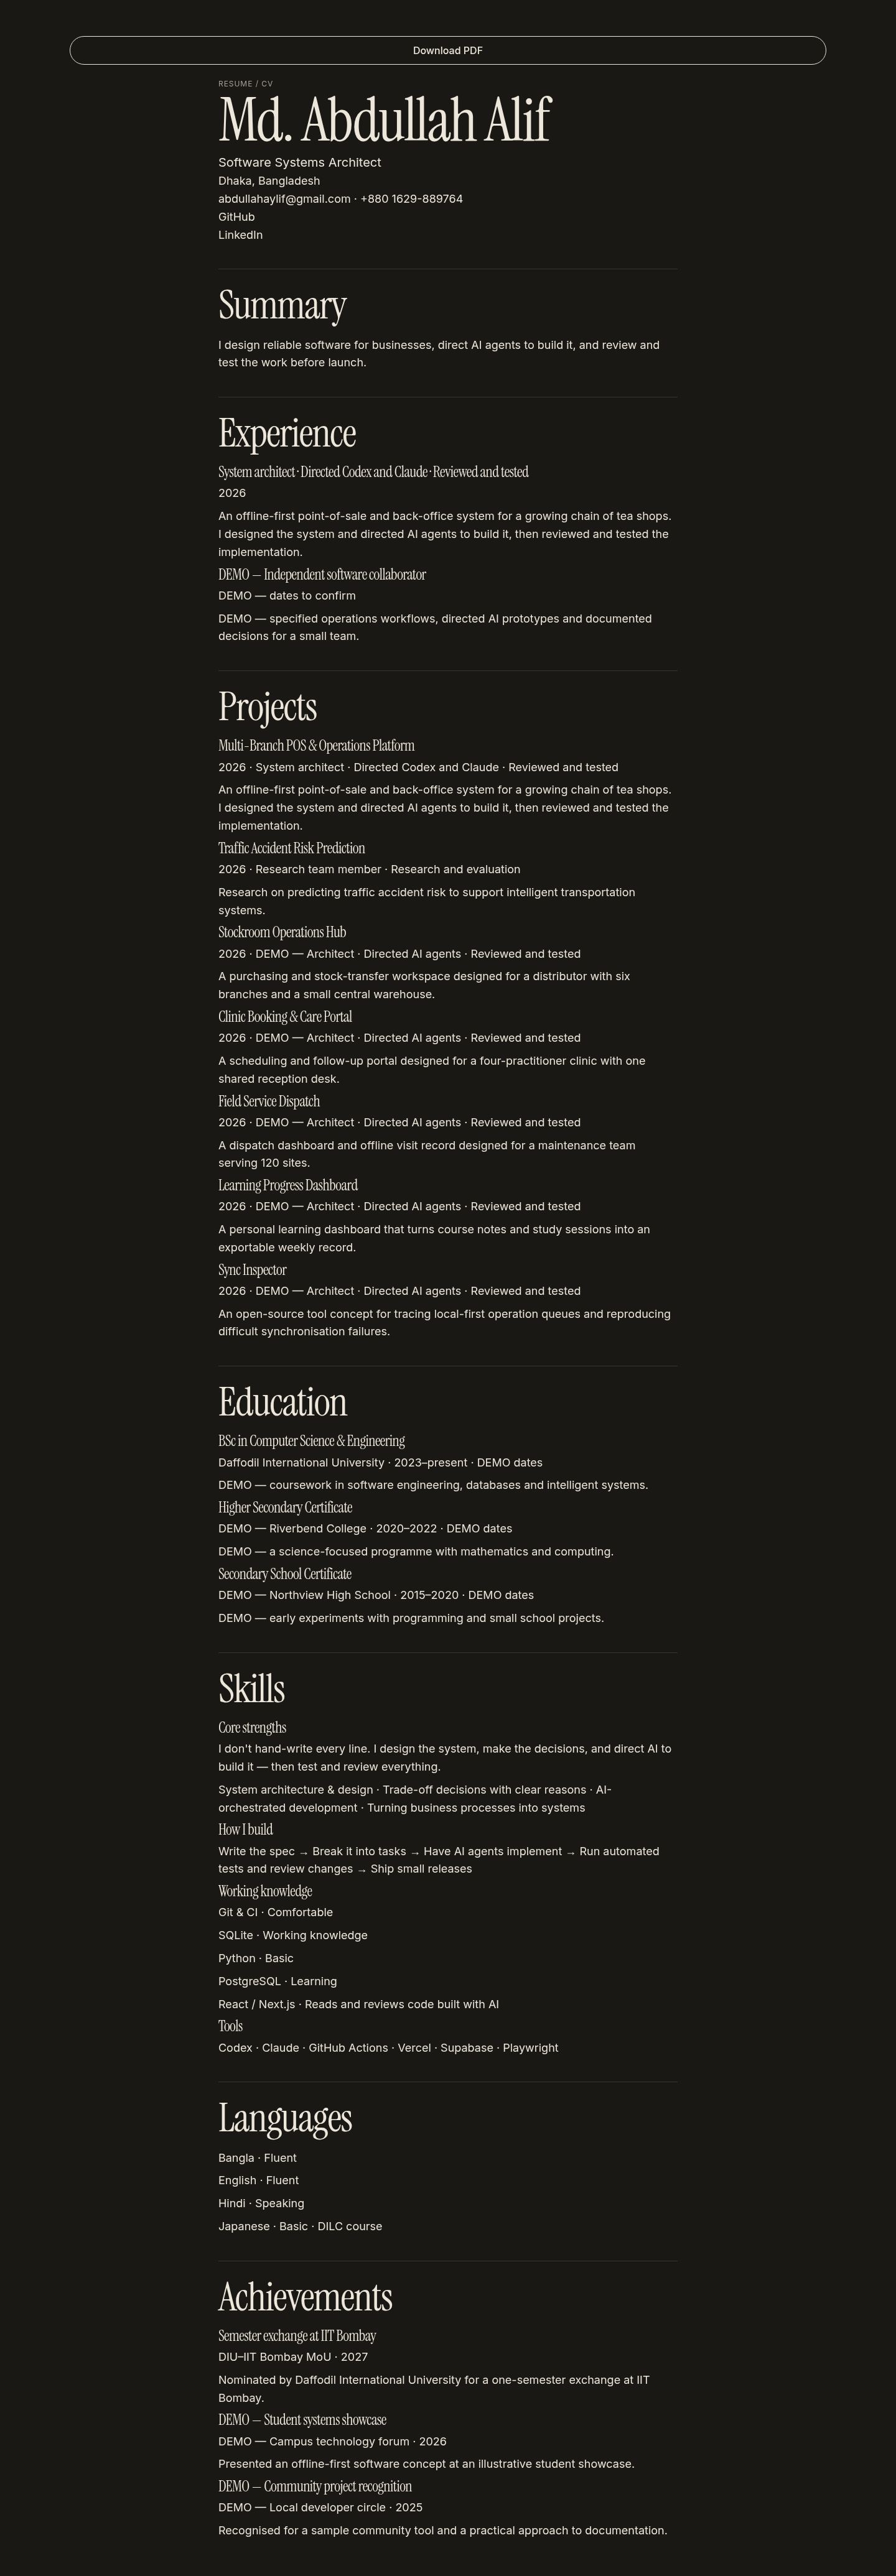 Download PDF
RESUME / CV
Md. Abdullah Alif
Software Systems Architect
Dhaka, Bangladesh
abdullahaylif@gmail.com · +880 1629-889764
GitHub
LinkedIn
Summary
I design reliable software for businesses, direct AI agents to build it, and review and
test the work before launch.
Experience
System architect · Directed Codex and Claude · Reviewed and tested
2026
An offline-first point-of-sale and back-office system for a growing chain of tea shops.
I designed the system and directed AI agents to build it, then reviewed and tested the
implementation.
DEMO — Independent software collaborator
DEMO — dates to confirm
DEMO — specified operations workflows, directed AI prototypes and documented
decisions for a small team.
Projects
Multi-Branch POS & Operations Platform
2026 · System architect · Directed Codex and Claude · Reviewed and tested
An offline-first point-of-sale and back-office system for a growing chain of tea shops.
I designed the system and directed AI agents to build it, then reviewed and tested the
implementation.
Traffic Accident Risk Prediction
2026 · Research team member · Research and evaluation
Research on predicting traffic accident risk to support intelligent transportation
systems.
Stockroom Operations Hub
2026 · DEMO — Architect · Directed AI agents · Reviewed and tested
A purchasing and stock-transfer workspace designed for a distributor with six
branches and a small central warehouse.
Clinic Booking & Care Portal
2026 · DEMO — Architect · Directed AI agents · Reviewed and tested
A scheduling and follow-up portal designed for a four-practitioner clinic with one
shared reception desk.
Field Service Dispatch
2026 · DEMO — Architect · Directed AI agents · Reviewed and tested
A dispatch dashboard and offline visit record designed for a maintenance team
serving 120 sites.
Learning Progress Dashboard
2026 · DEMO — Architect · Directed AI agents · Reviewed and tested
A personal learning dashboard that turns course notes and study sessions into an
exportable weekly record.
Sync Inspector
2026 · DEMO — Architect · Directed AI agents · Reviewed and tested
An open-source tool concept for tracing local-first operation queues and reproducing
difficult synchronisation failures.
Education
BSc in Computer Science & Engineering
Daffodil International University · 2023–present · DEMO dates
DEMO — coursework in software engineering, databases and intelligent systems.
Higher Secondary Certificate
DEMO — Riverbend College · 2020–2022 · DEMO dates
DEMO — a science-focused programme with mathematics and computing.
Secondary School Certificate
DEMO — Northview High School · 2015–2020 · DEMO dates
DEMO — early experiments with programming and small school projects.
Skills
Core strengths
I don't hand-write every line. I design the system, make the decisions, and direct AI to
build it — then test and review everything.
System architecture & design · Trade-off decisions with clear reasons · AI-
orchestrated development · Turning business processes into systems
How I build
Write the spec → Break it into tasks → Have AI agents implement → Run automated
tests and review changes → Ship small releases
Working knowledge
Git & CI · Comfortable
SQLite · Working knowledge
Python · Basic
PostgreSQL · Learning
React / Next.js · Reads and reviews code built with AI
Tools
Codex · Claude · GitHub Actions · Vercel · Supabase · Playwright
Languages
Bangla · Fluent
English · Fluent
Hindi · Speaking
Japanese · Basic · DILC course
Achievements
Semester exchange at IIT Bombay
DIU–IIT Bombay MoU · 2027
Nominated by Daffodil International University for a one-semester exchange at IIT
Bombay.
DEMO — Student systems showcase
DEMO — Campus technology forum · 2026
Presented an offline-first software concept at an illustrative student showcase.
DEMO — Community project recognition
DEMO — Local developer circle · 2025
Recognised for a sample community tool and a practical approach to documentation.